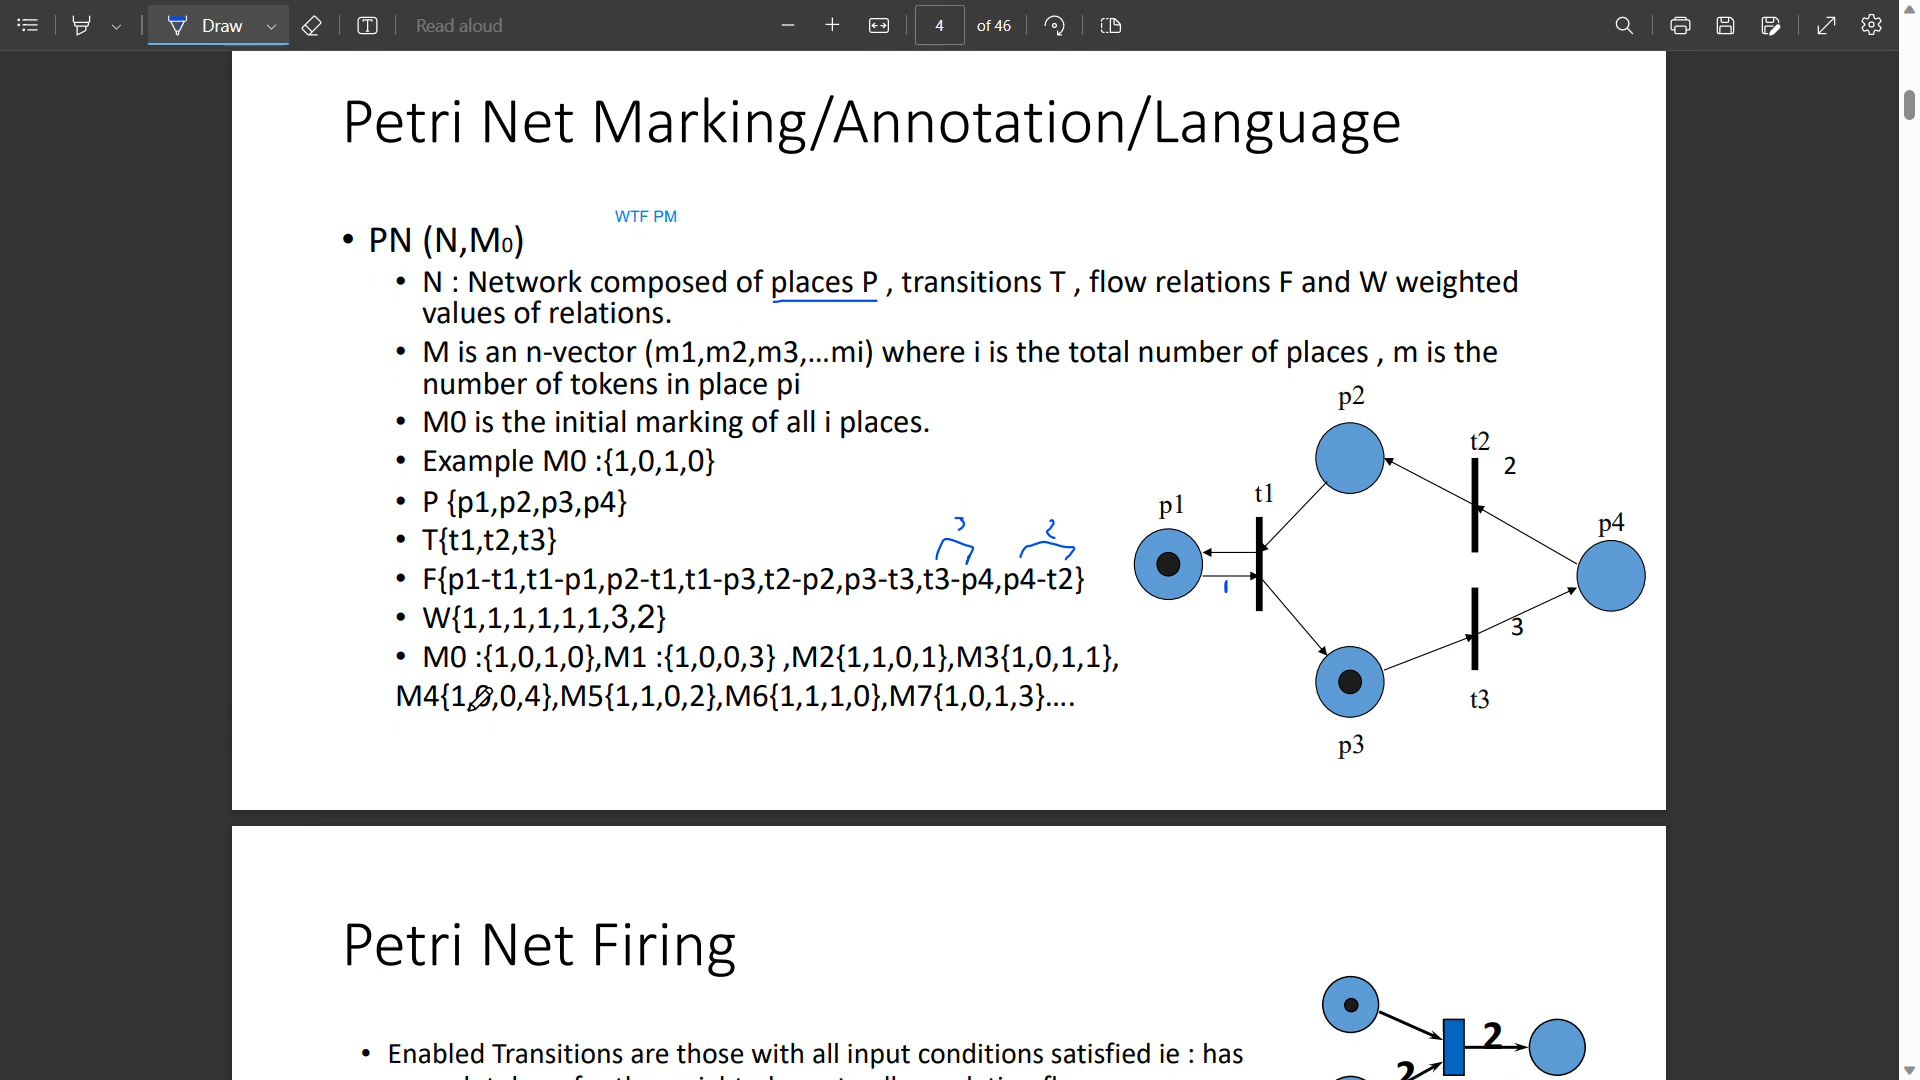 Draw
Read aloud
4 of 46
Petri Net Marking/Annotation/Language
WTF PM
• PN (N,M0)
• N : Network composed of places P , transitions T , flow relations F and W weighted
values of relations.
• M is an n-vector (m1,m2,m3,...mi) where i is the total number of places , m is the
number of tokens in place pi
• M0 is the initial marking of all i places.
• Example M0 :{1,0,1,0}
• P {p1,p2,p3,p4}
• T{t1,t2,t3}
3 2
• F{p1-t1,t1-p1,p2-t1,t1-p3,t2-p2,p3-t3,t3-p4,p4-t2}
• W{1,1,1,1,1,1,3,2}
• M0 :{1,0,1,0},M1 :{1,0,0,3} ,M2{1,1,0,1},M3{1,0,1,1},
M4{1,0,0,4},M5{1,1,0,2},M6{1,1,1,0},M7{1,0,1,3}....
p2
t2
2
t1
p1
p4
1
3
t3
p3
Petri Net Firing
• Enabled Transitions are those with all input conditions satisfied ie : has
2
2